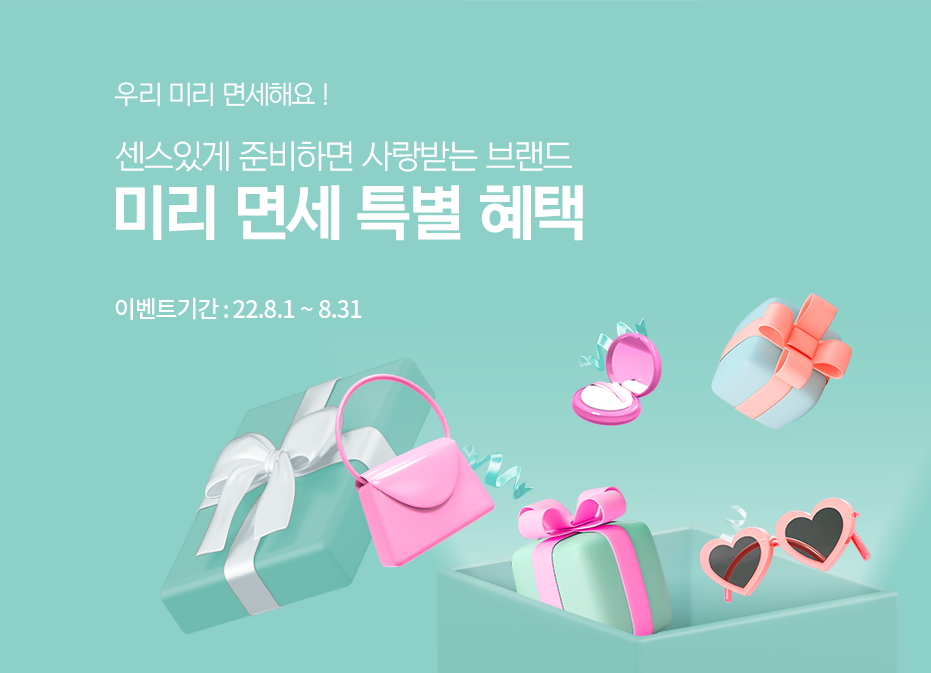 우리 미리 면세해요 !
센스있게 준비하면 사랑받는 브랜드
미리 면세 특별 혜택
이벤트기간 : 22.8.1 ~ 8.31